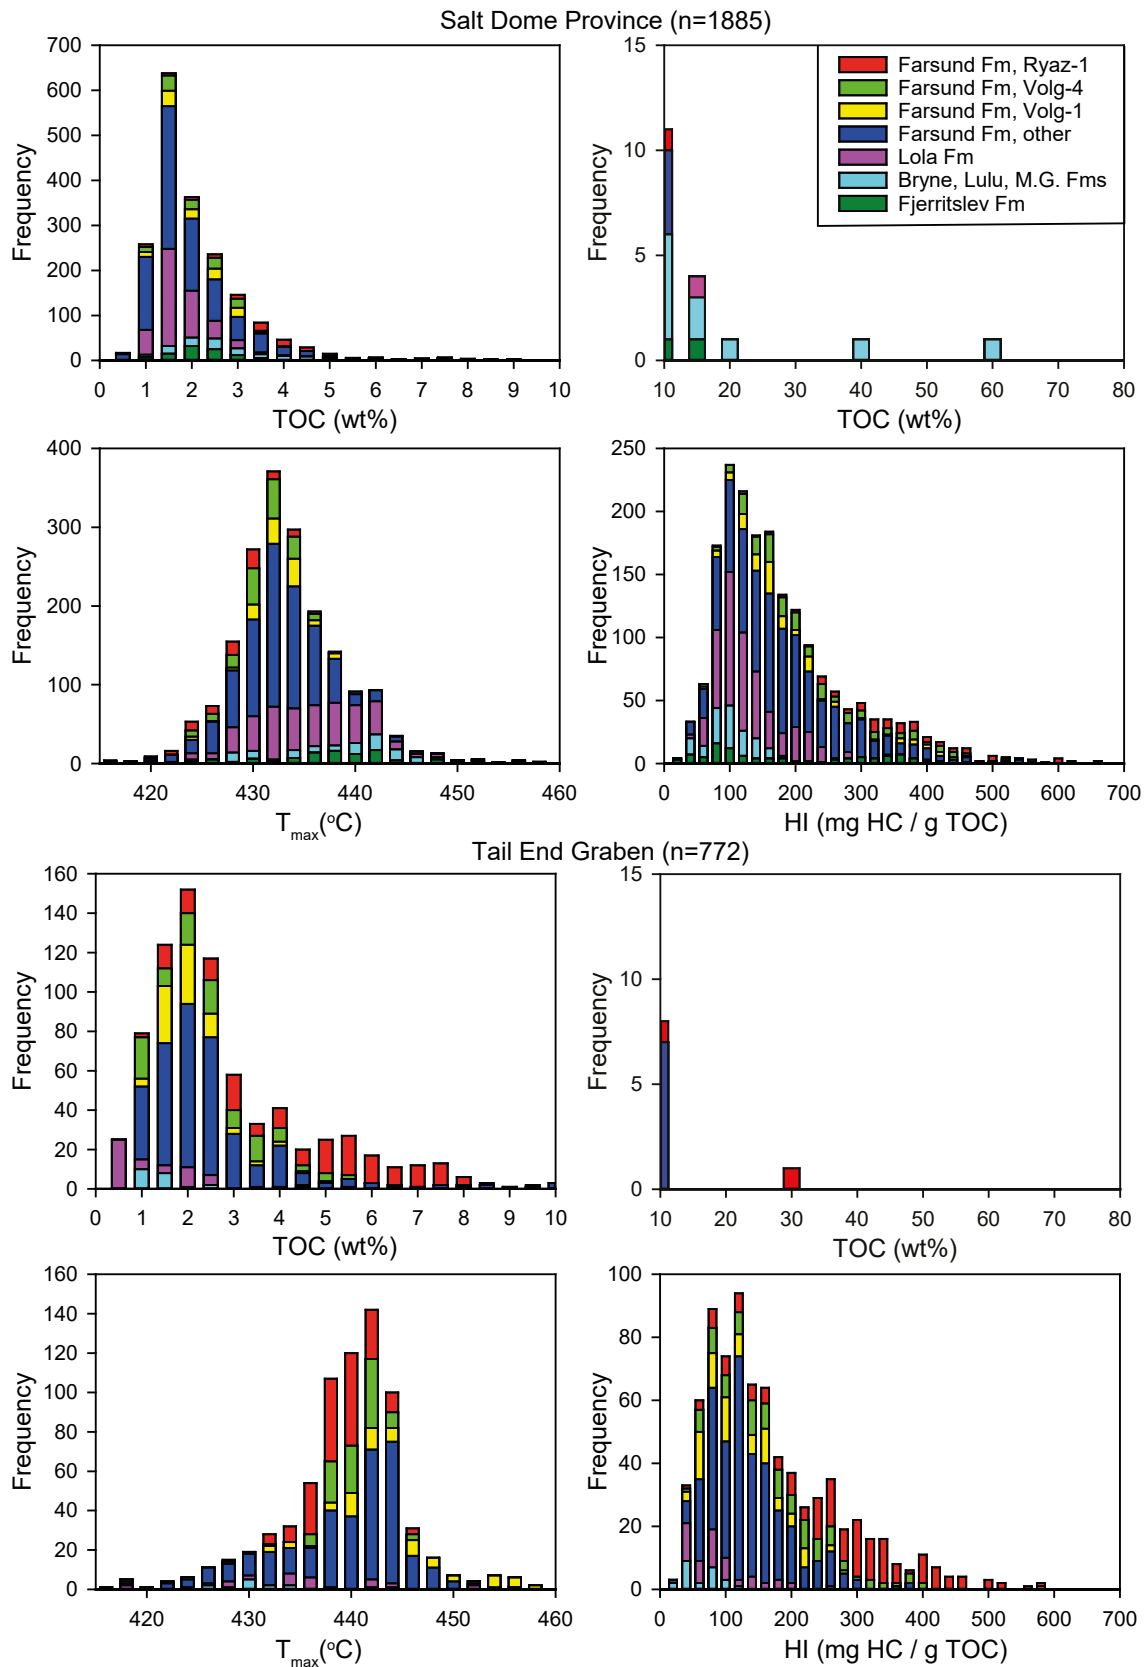 Salt Dome Province (n=1885)
700
600
500
400
300
200
100
0
Frequency
0 1 2 3 4 5 6 7 8 9 10
TOC (wt%)
15
10
5
0
Frequency
10 20 30 40 50 60 70 80
TOC (wt%)
Farsund Fm, Ryaz-1
Farsund Fm, Volg-4
Farsund Fm, Volg-1
Farsund Fm, other
Lola Fm
Bryne, Lulu, M.G. Fms
Fjerritslev Fm
400
300
200
100
0
Frequency
420 430 440 450 460
Tmax(oC)
250
200
150
100
50
0
Frequency
0 100 200 300 400 500 600 700
HI (mg HC / g TOC)
Tail End Graben (n=772)
160
140
120
100
80
60
40
20
0
Frequency
0 1 2 3 4 5 6 7 8 9 10
TOC (wt%)
15
10
5
0
Frequency
10 20 30 40 50 60 70 80
TOC (wt%)
160
140
120
100
80
60
40
20
0
Frequency
420 430 440 450 460
Tmax(oC)
100
80
60
40
20
0
Frequency
0 100 200 300 400 500 600 700
HI (mg HC / g TOC)